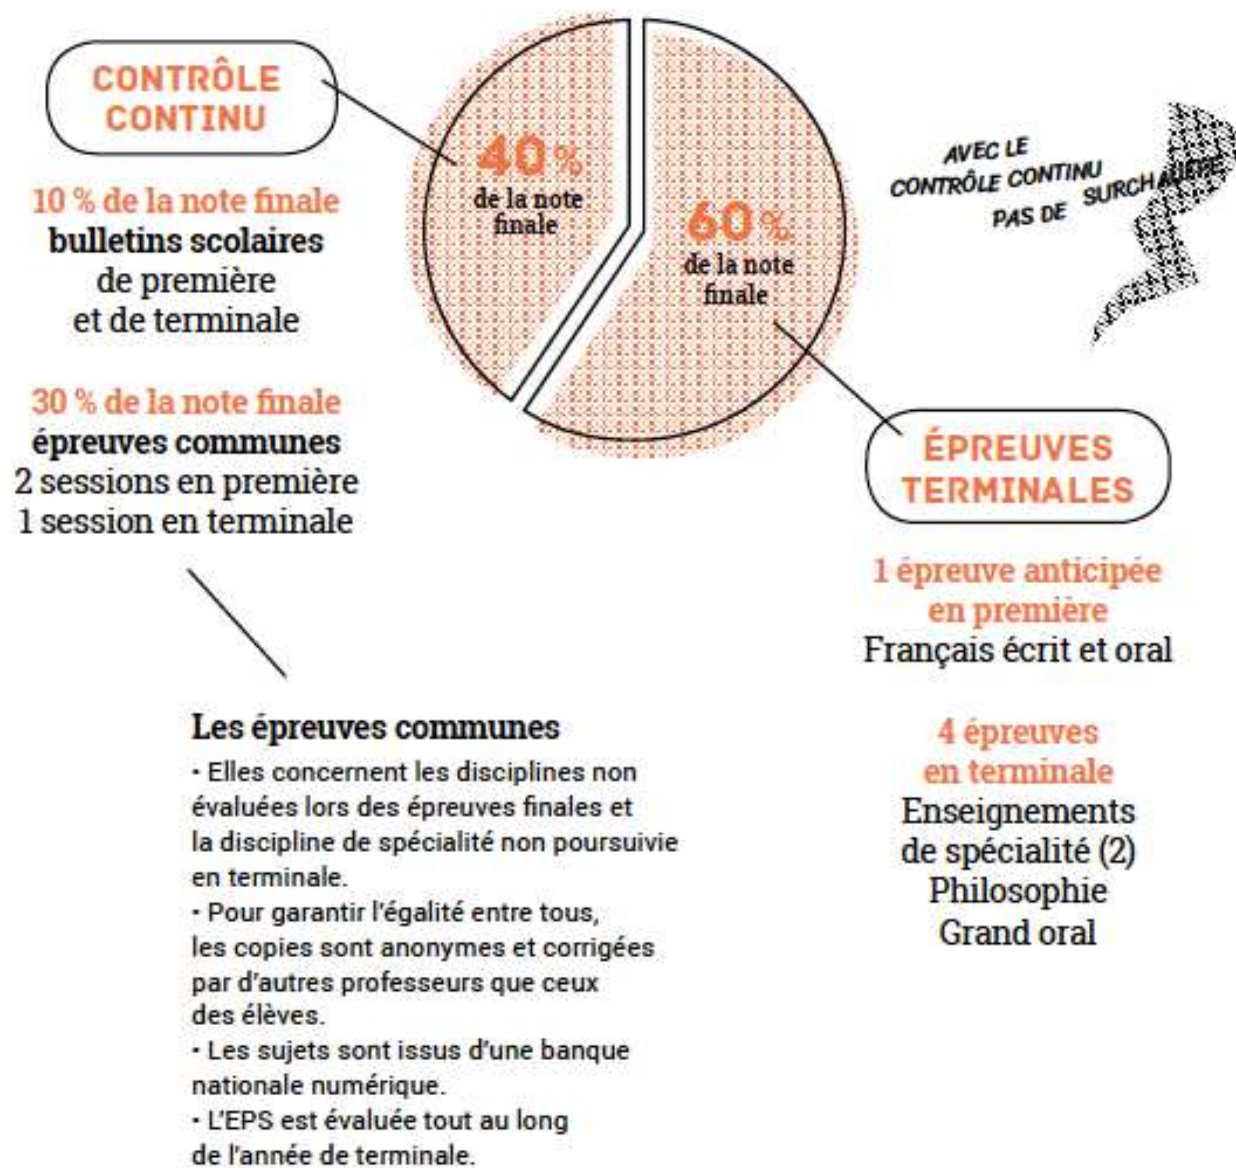 CONTRÔLE
CONTINU
10 % de la note finale
bulletins scolaires
de première
et de terminale
30 % de la note finale
épreuves communes
2 sessions en première
1 session en terminale
40 %
de la note
finale
60 %
de la note
finale
AVEC LE
CONTRÔLE CONTINU
PAS DE SURCHAUFFE
ÉPREUVES
TERMINALES
1 épreuve anticipée
en première
Français écrit et oral
4 épreuves
en terminale
Enseignements
de spécialité (2)
Philosophie
Grand oral
Les épreuves communes
• Elles concernent les disciplines non
évaluées lors des épreuves finales et
la discipline de spécialité non poursuivie
en terminale.
• Pour garantir l'égalité entre tous,
les copies sont anonymes et corrigées
par d'autres professeurs que ceux
des élèves.
• Les sujets sont issus d'une banque
nationale numérique.
• L'EPS est évaluée tout au long
de l'année de terminale.